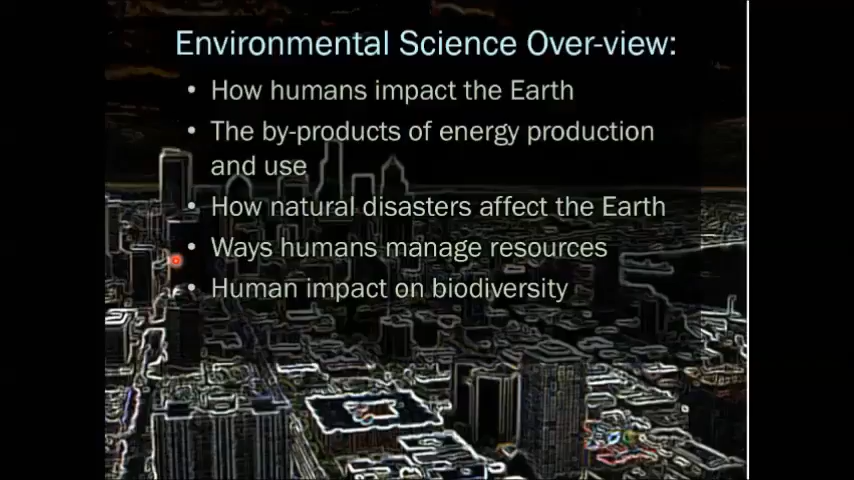 Environmental Science Over-view:
• How humans impact the Earth
• The by-products of energy production
and use
• How natural disasters affect the Earth
• Ways humans manage resources
• Human impact on biodiversity